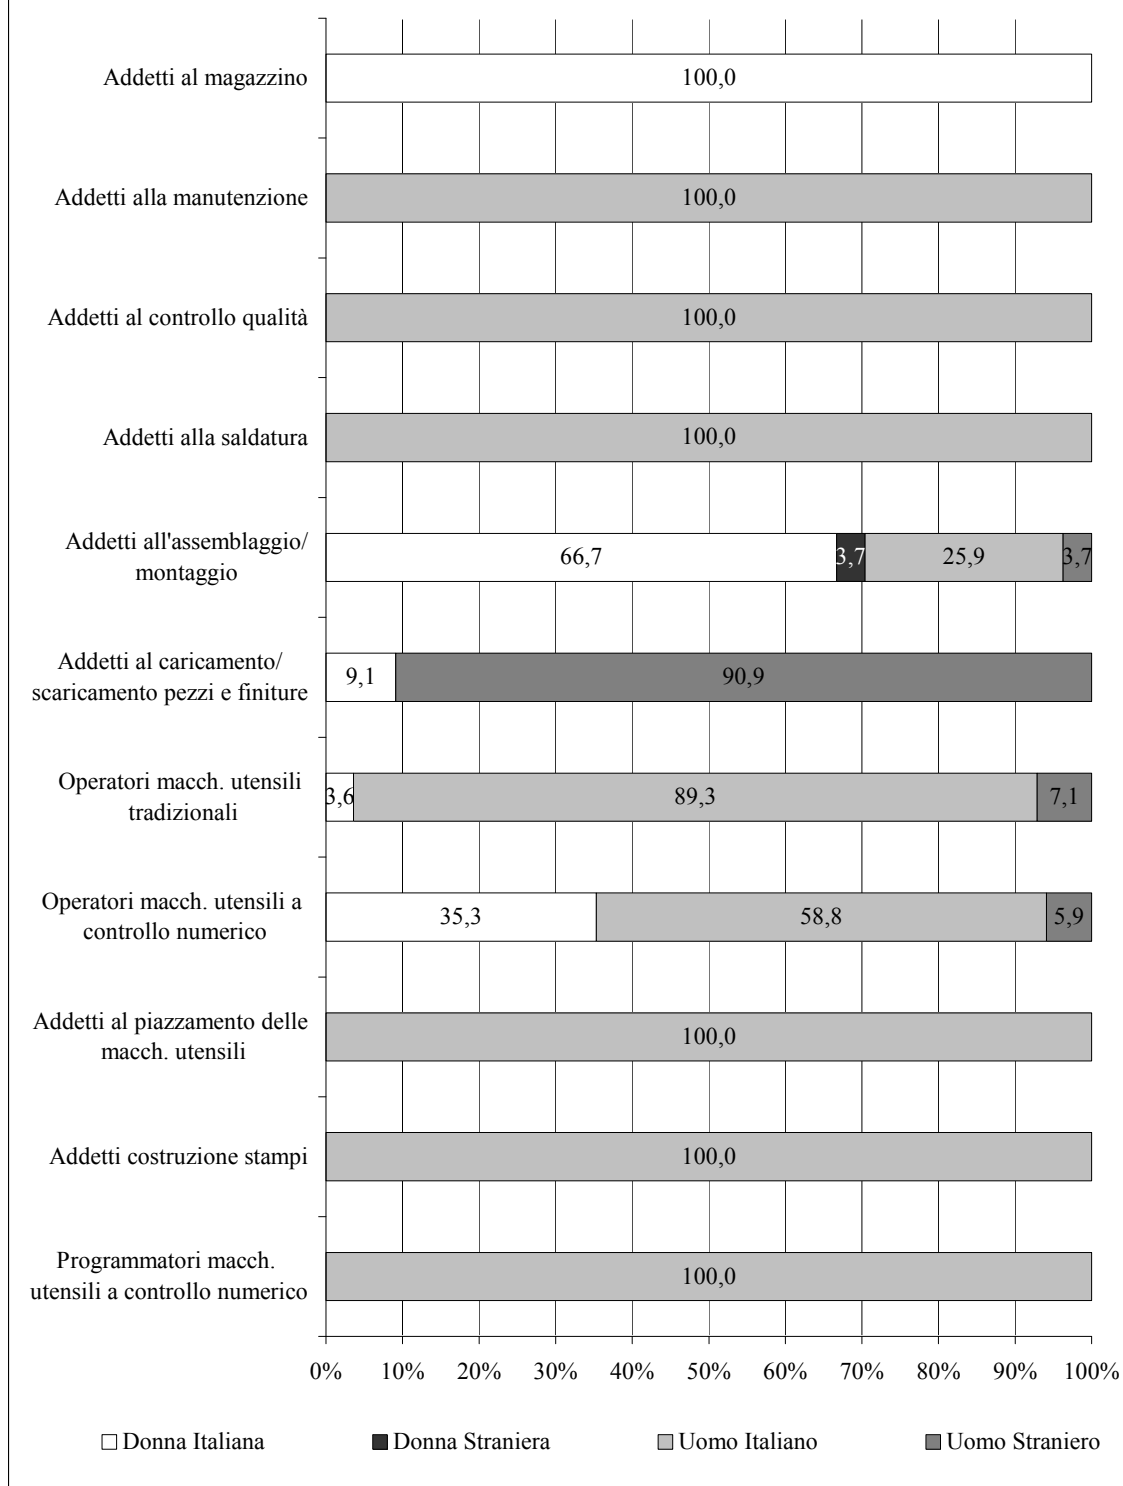 Addetti al magazzino
100,0
Addetti alla manutenzione
100,0
Addetti al controllo qualità
100,0
Addetti alla saldatura
100,0
Addetti all'assemblaggio/
montaggio
66,7 3,7 25,9 3,7
Addetti al caricamento/
scaricamento pezzi e finiture
9,1 90,9
Operatori macch. utensili
tradizionali
3,6 89,3 7,1
Operatori macch. utensili a
controllo numerico
35,3 58,8 5,9
Addetti al piazzamento delle
macch. utensili
100,0
Addetti costruzione stampi
100,0
Programmatori macch.
utensili a controllo numerico
100,0
0% 10% 20% 30% 40% 50% 60% 70% 80% 90% 100%
Donna Italiana Donna Straniera Uomo Italiano Uomo Straniero